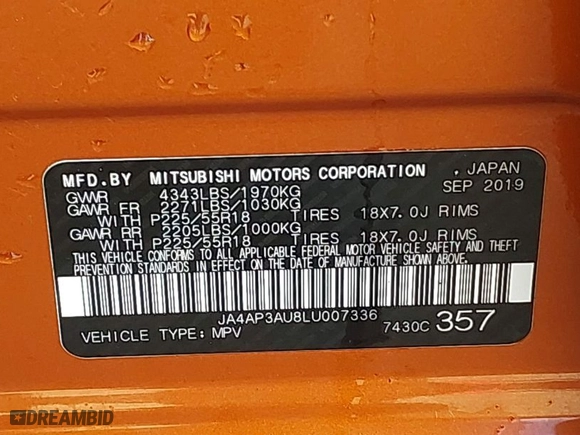 MFD.BY MITSUBISHI MOTORS CORPORATION , JAPAN
GVWR 4343LBS/1970KG SEP 2019
GAWR FR 2271LBS/1030KG
WITH P225/55R18 TIRES 18X7.0J RIMS
GAWR RR 2205LBS/1000KG
WITH P225/55R18 TIRES 18X7.0J RIMS
THIS VEHICLE CONFORMS TO ALL APPLICABLE FEDERAL MOTOR VEHICLE SAFETY AND THEFT
PREVENTION STANDARDS IN EFFECT ON THE DATE OF MANUFACTURE SHOWN ABOVE.
JA4AP3AU8LU007336
VEHICLE TYPE: MPV 7430C 357
DREAMBID